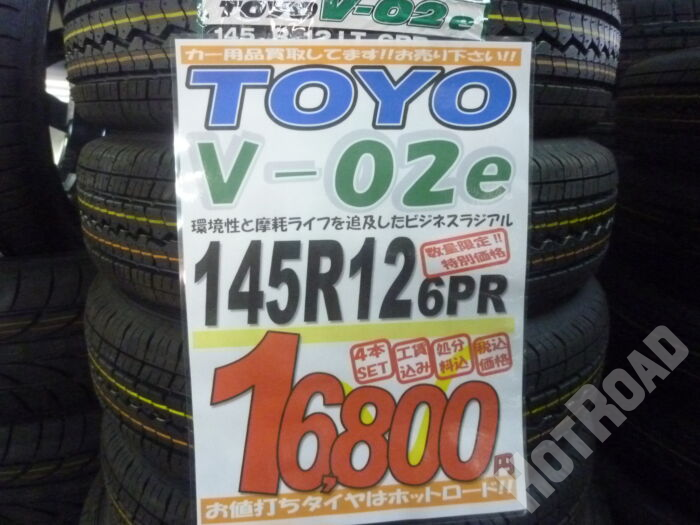 TOYO V-02e
145
カー用品買取してます!!お売り下さい!!
TOYO
V-02e
環境性と摩耗ライフを追及したビジネスラジアル
145R12 6PR
数量限定!!
特別価格
4本
SET
工賃
込み
処分
料込
税込
価格
16,800円
お値打ちタイヤはホットロード!!
HOTROAD